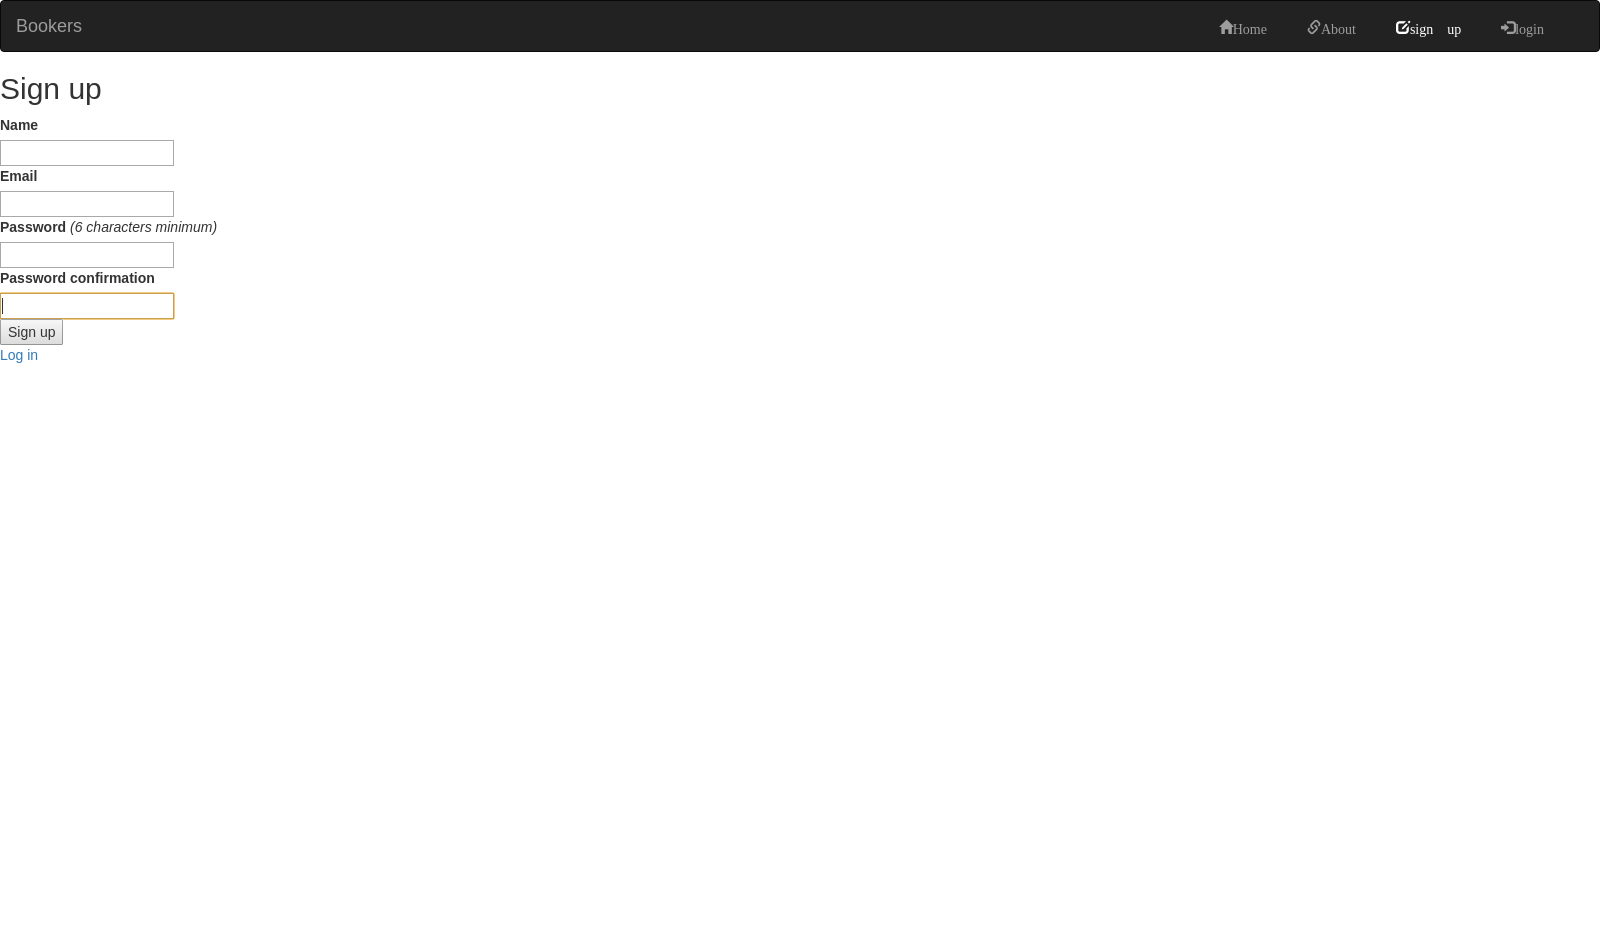 Bookers Home About sign up login
Sign up
Name
Email
Password (6 characters minimum)
Password confirmation
Sign up
Log in